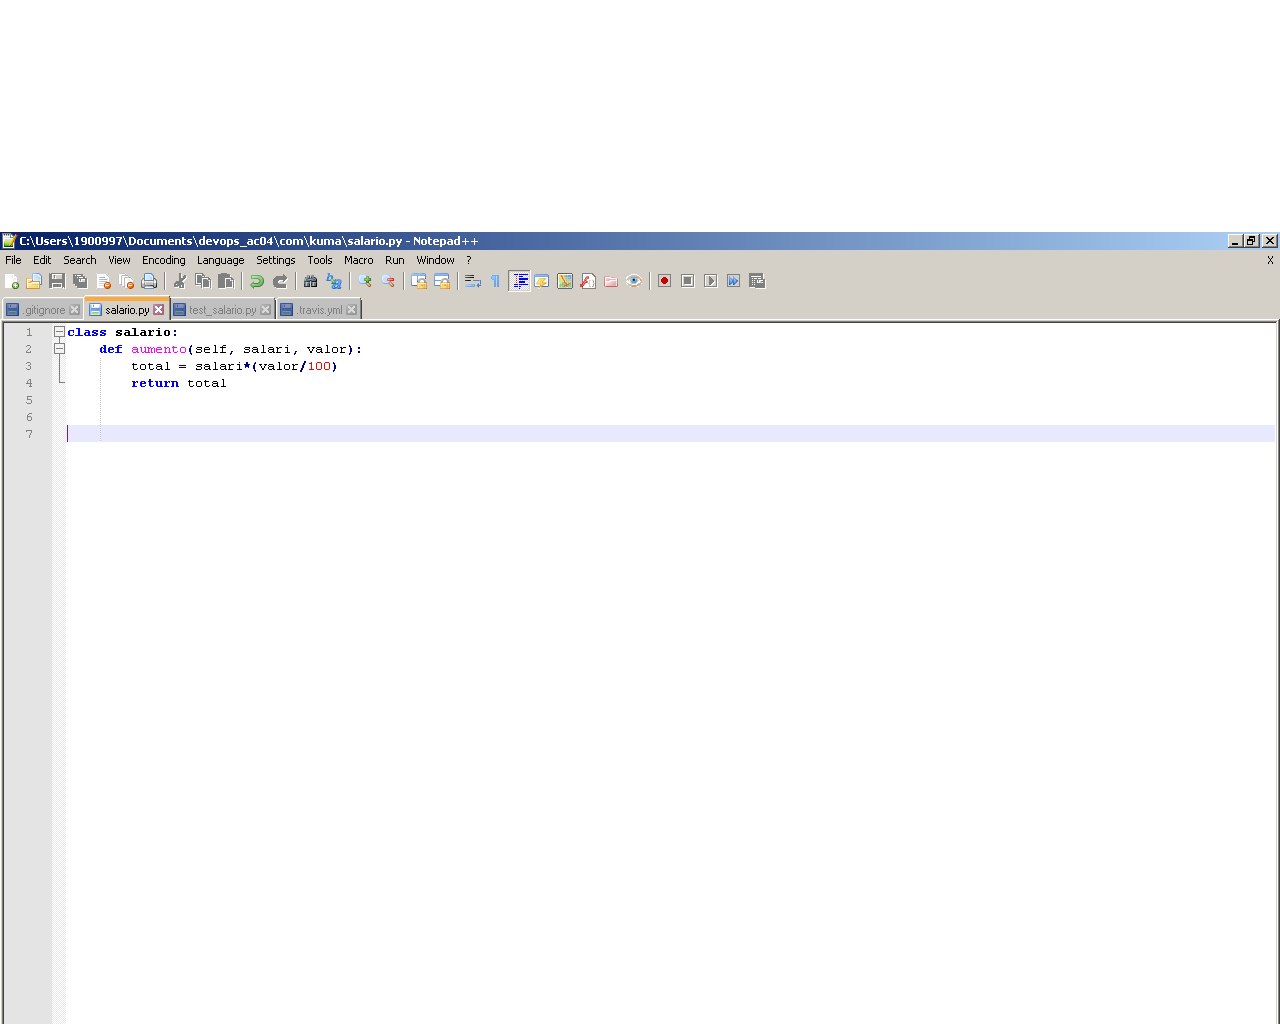 C:\Users\1900997\Documents\devops_ac04\com\kuma\salario.py - Notepad++
File Edit Search View Encoding Language Settings Tools Macro Run Window ? X
.gitignore salario.py test_salario.py .travis.yml
1 class salario:
2 def aumento(self, salari, valor):
3 total = salari*(valor/100)
4 return total
5
6
7